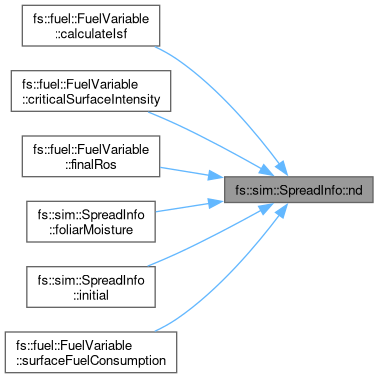 fs::fuel::FuelVariable
::calculateIsf
fs::fuel::FuelVariable
::criticalSurfaceIntensity
fs::fuel::FuelVariable
::finalRos
fs::sim::SpreadInfo::nd
fs::sim::SpreadInfo
::foliarMoisture
fs::sim::SpreadInfo
::initial
fs::fuel::FuelVariable
::surfaceFuelConsumption